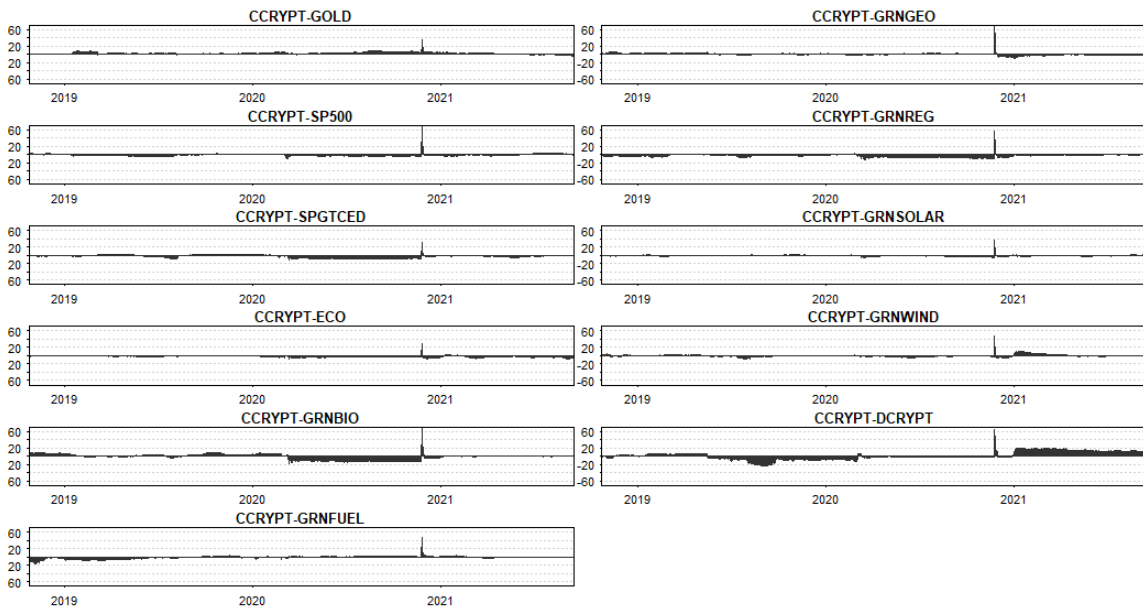 CCRYPT-GOLD
60
20
20
60
2019 2020 2021
CCRYPT-GRNGEO
60
20
-20
-60
2019 2020 2021
CCRYPT-SP500
60
20
20
60
2019 2020 2021
CCRYPT-GRNREG
60
20
-20
-60
2019 2020 2021
CCRYPT-SPGTCED
60
20
20
60
2019 2020 2021
CCRYPT-GRNSOLAR
60
20
-20
-60
2019 2020 2021
CCRYPT-ECO
60
20
20
60
2019 2020 2021
CCRYPT-GRNWIND
60
20
-20
-60
2019 2020 2021
CCRYPT-GRNBIO
60
20
20
60
2019 2020 2021
CCRYPT-DCRYPT
60
20
-20
-60
2019 2020 2021
CCRYPT-GRNFUEL
60
20
20
60
2019 2020 2021